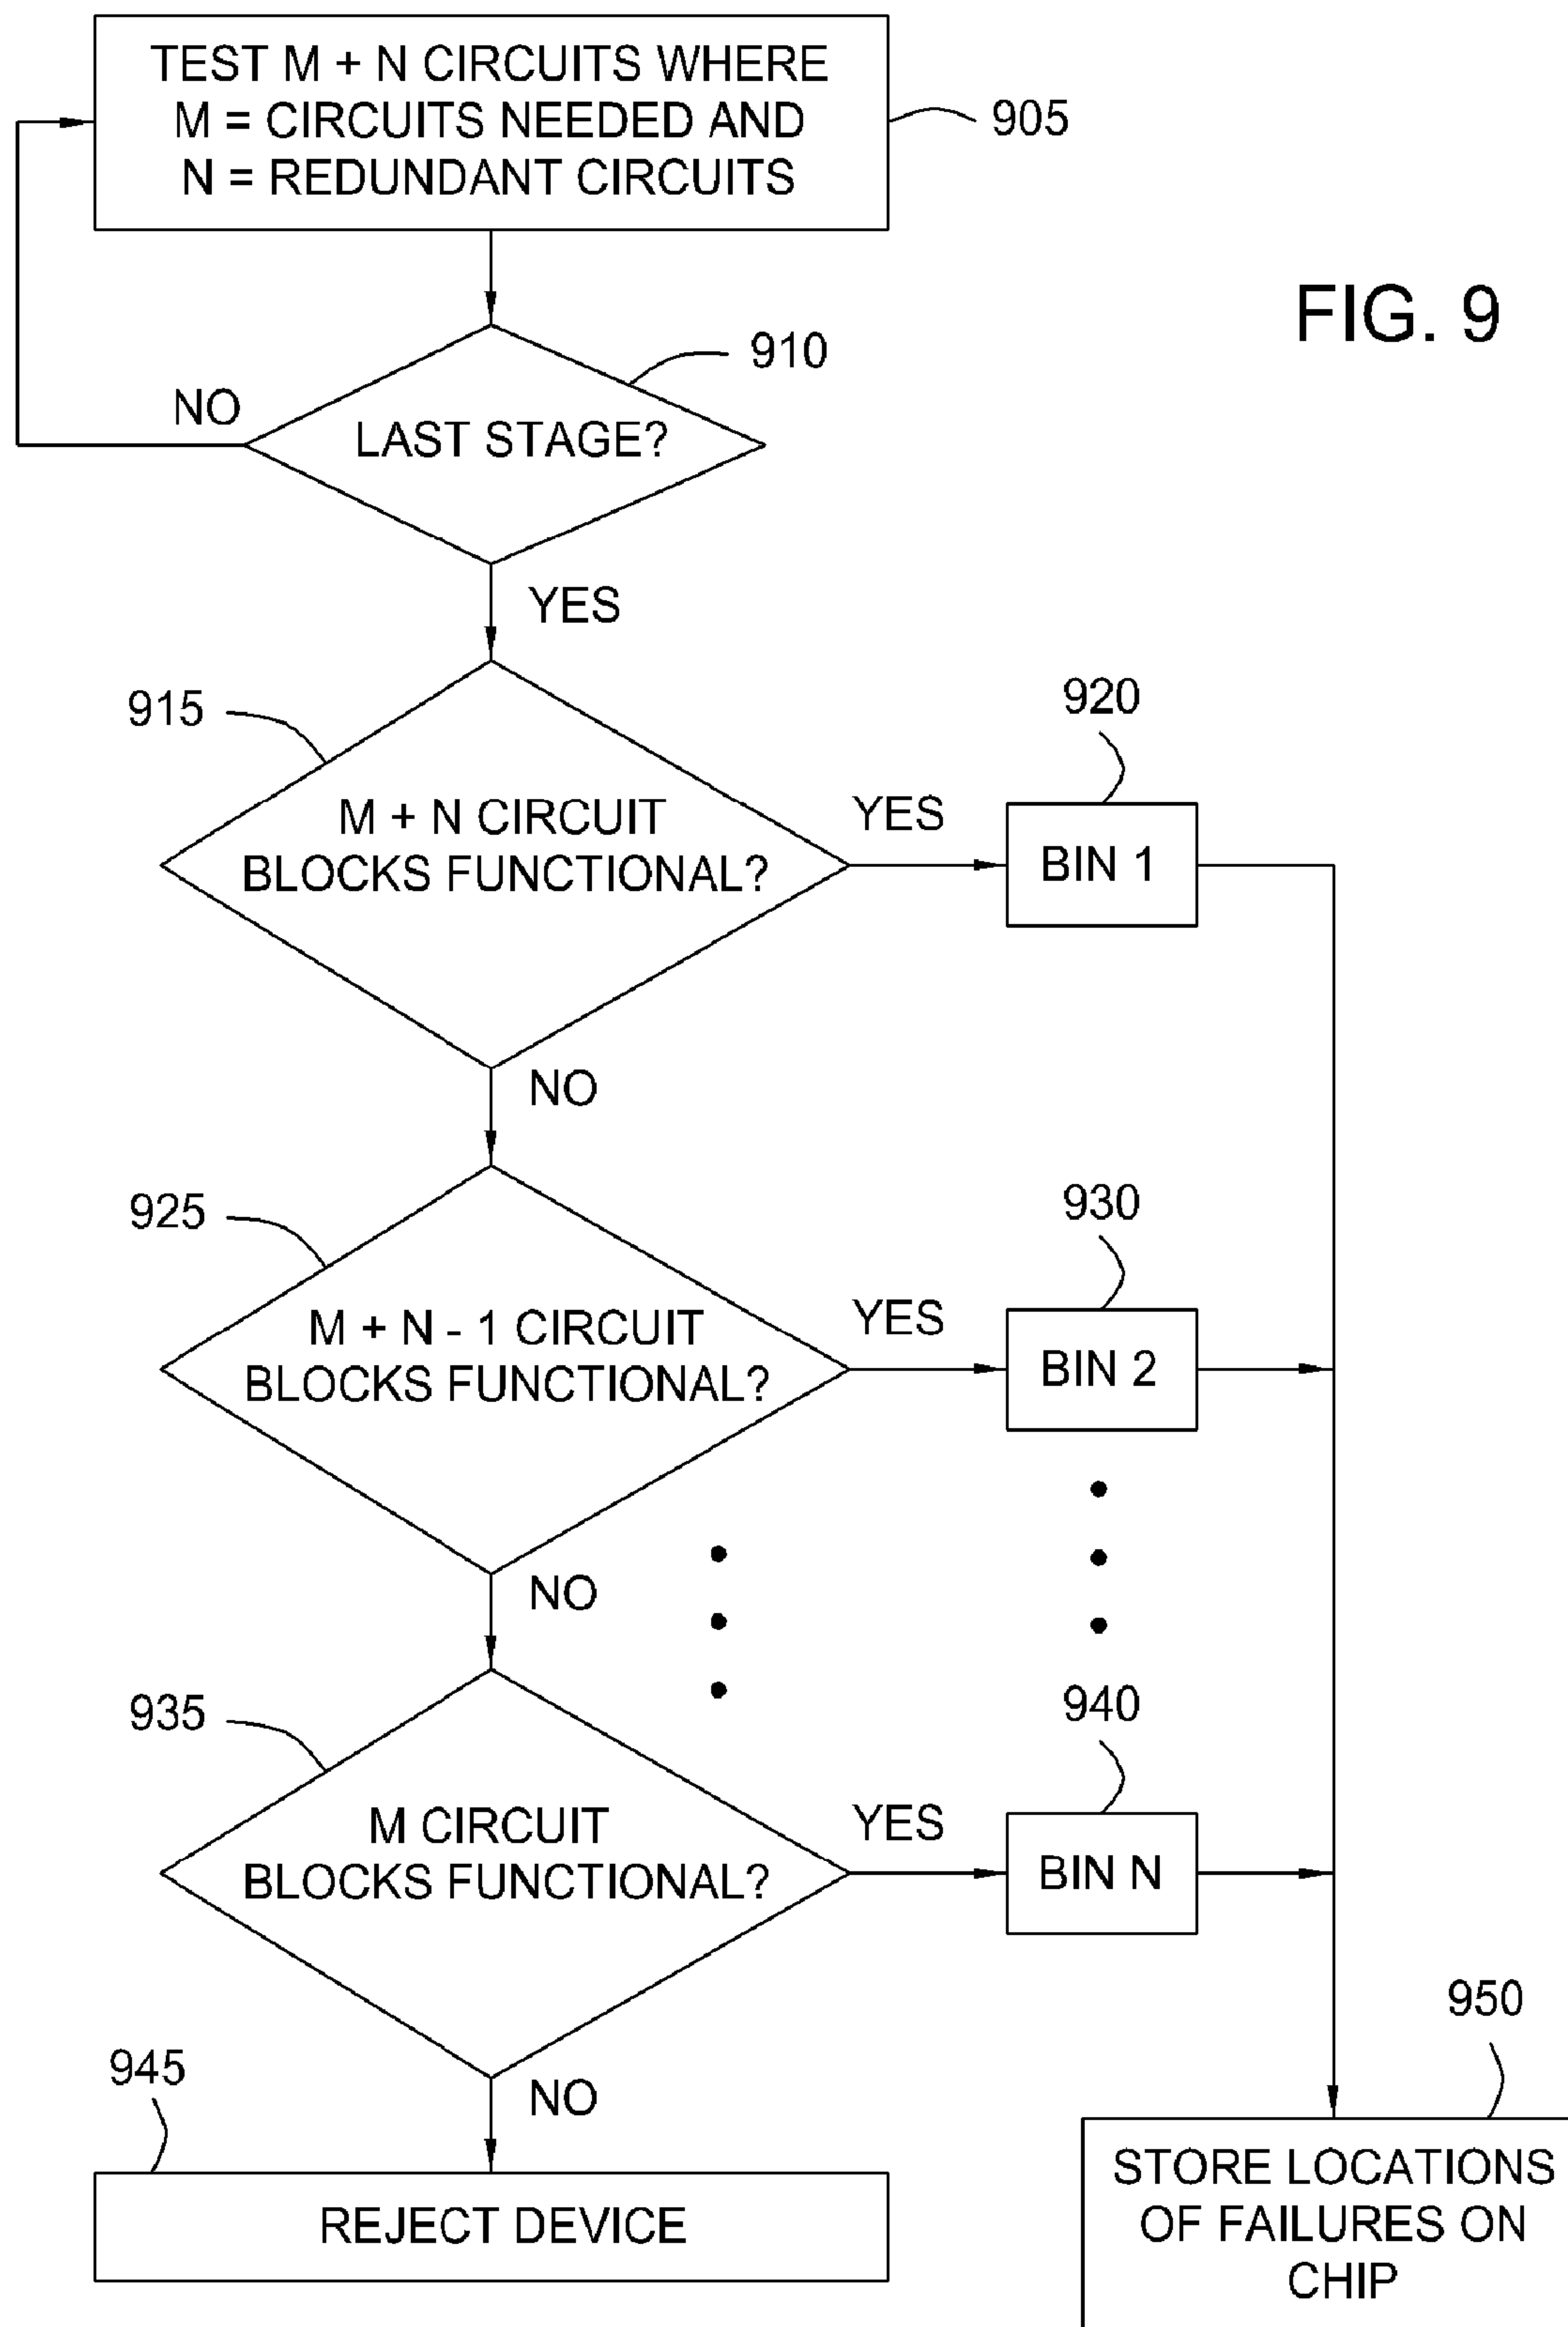 TEST M + N CIRCUITS WHERE
M = CIRCUITS NEEDED AND
N = REDUNDANT CIRCUITS
905
FIG. 9
910
NO
LAST STAGE?
YES
915
920
M + N CIRCUIT
BLOCKS FUNCTIONAL?
YES
BIN 1
NO
925
930
M + N - 1 CIRCUIT
BLOCKS FUNCTIONAL?
YES
BIN 2
NO
935
940
M CIRCUIT
BLOCKS FUNCTIONAL?
YES
BIN N
NO
945
950
REJECT DEVICE
STORE LOCATIONS
OF FAILURES ON
CHIP